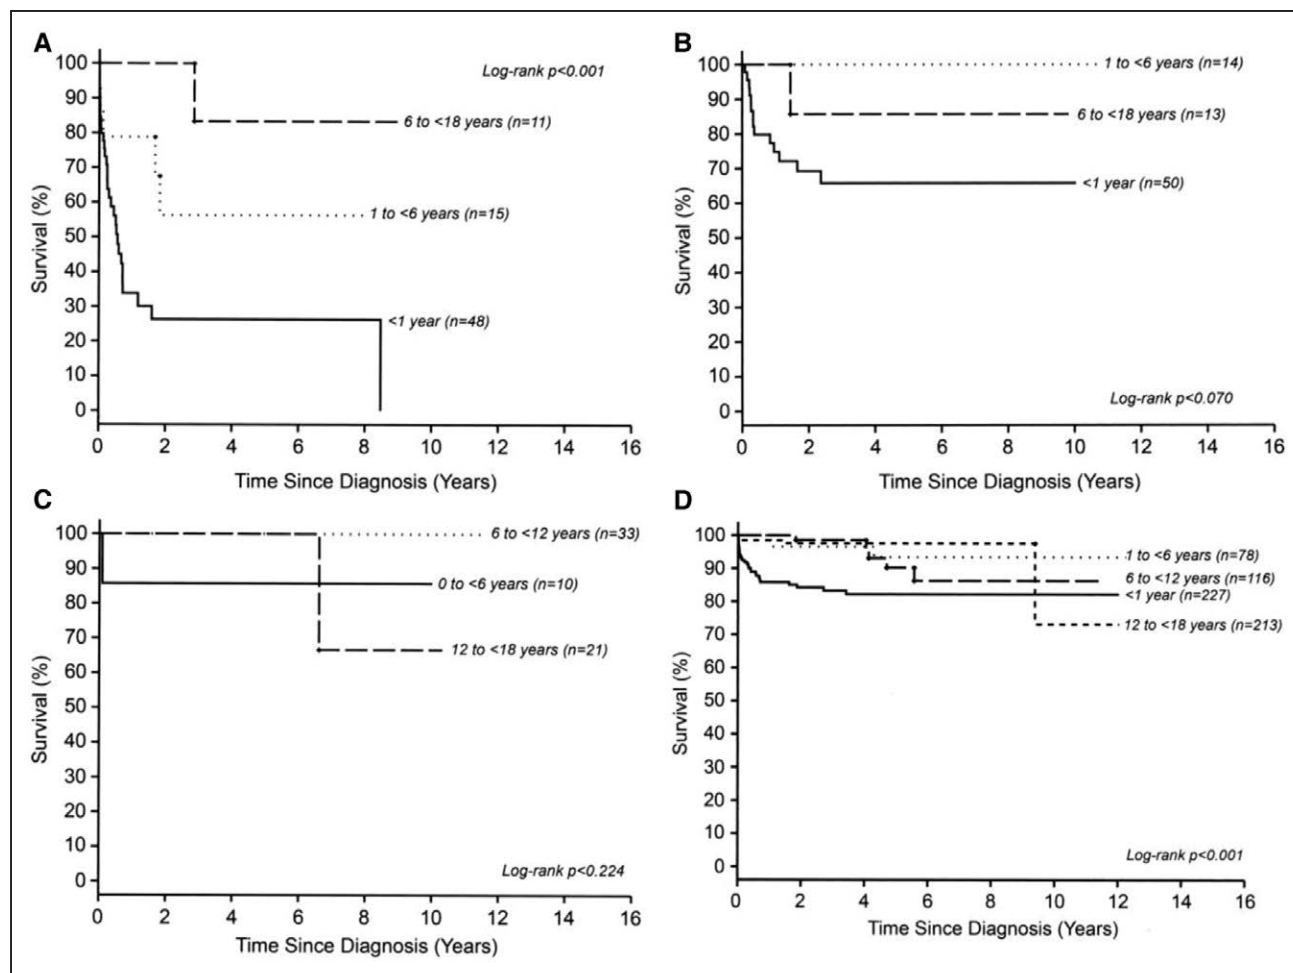 A
Log-rank p<0.001
100
90
80
70
60
50
40
30
20
10
0
Survival (%)
6 to <18 years (n=11)
1 to <6 years (n=15)
<1 year (n=48)
0 2 4 6 8 10 12 14 16
Time Since Diagnosis (Years)
B
100
90
80
70
60
50
40
30
20
10
0
Survival (%)
1 to <6 years (n=14)
6 to <18 years (n=13)
<1 year (n=50)
Log-rank p<0.070
0 2 4 6 8 10 12 14 16
Time Since Diagnosis (Years)
C
100
90
80
70
60
50
40
30
20
10
0
Survival (%)
6 to <12 years (n=33)
0 to <6 years (n=10)
12 to <18 years (n=21)
Log-rank p<0.224
0 2 4 6 8 10 12 14 16
Time Since Diagnosis (Years)
D
100
90
80
70
60
50
40
30
20
10
0
Survival (%)
1 to <6 years (n=78)
6 to <12 years (n=116)
<1 year (n=227)
12 to <18 years (n=213)
Log-rank p<0.001
0 2 4 6 8 10 12 14 16
Time Since Diagnosis (Years)